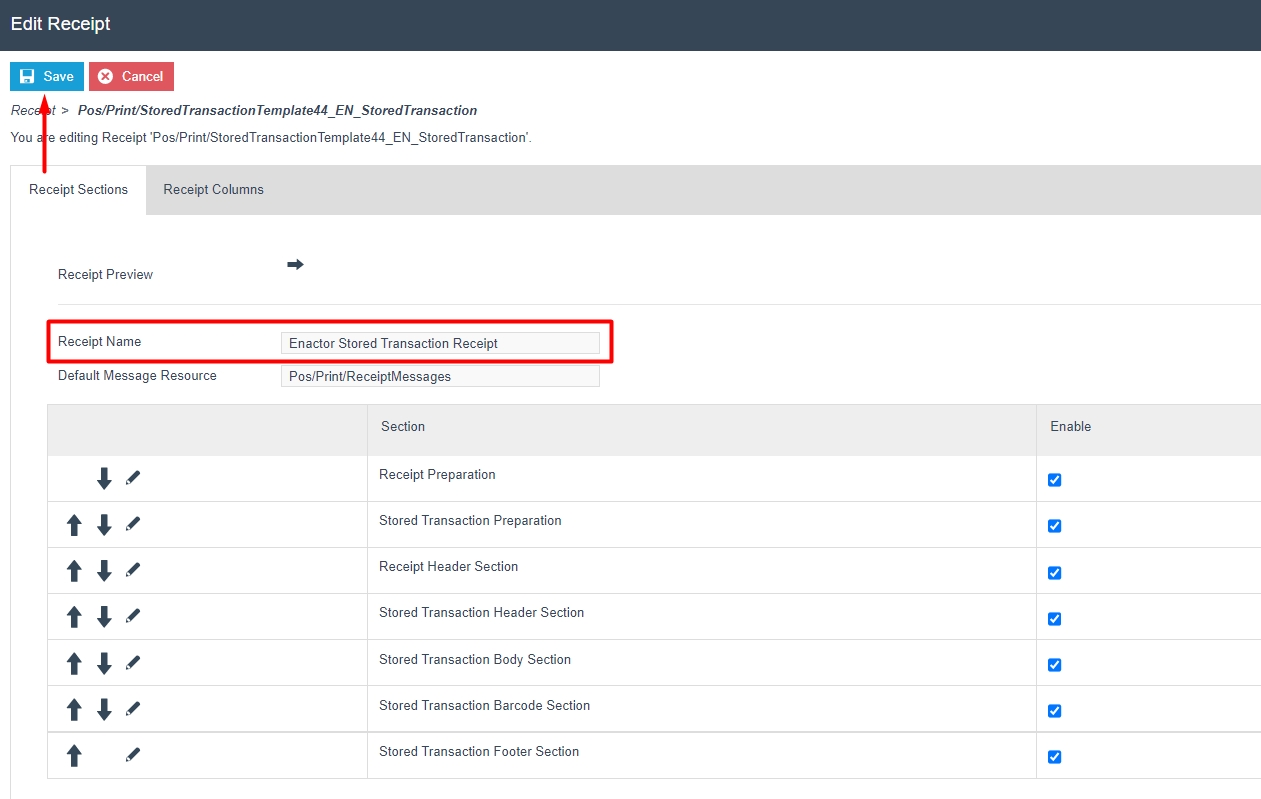 Edit Receipt
Save Cancel
Receipt > Pos/Print/StoredTransactionTemplate44_EN_StoredTransaction
You are editing Receipt 'Pos/Print/StoredTransactionTemplate44_EN_StoredTransaction'.
Receipt Sections Receipt Columns
Receipt Preview
Receipt Name Enactor Stored Transaction Receipt
Default Message Resource Pos/Print/ReceiptMessages
Section Enable
Receipt Preparation
Stored Transaction Preparation
Receipt Header Section
Stored Transaction Header Section
Stored Transaction Body Section
Stored Transaction Barcode Section
Stored Transaction Footer Section